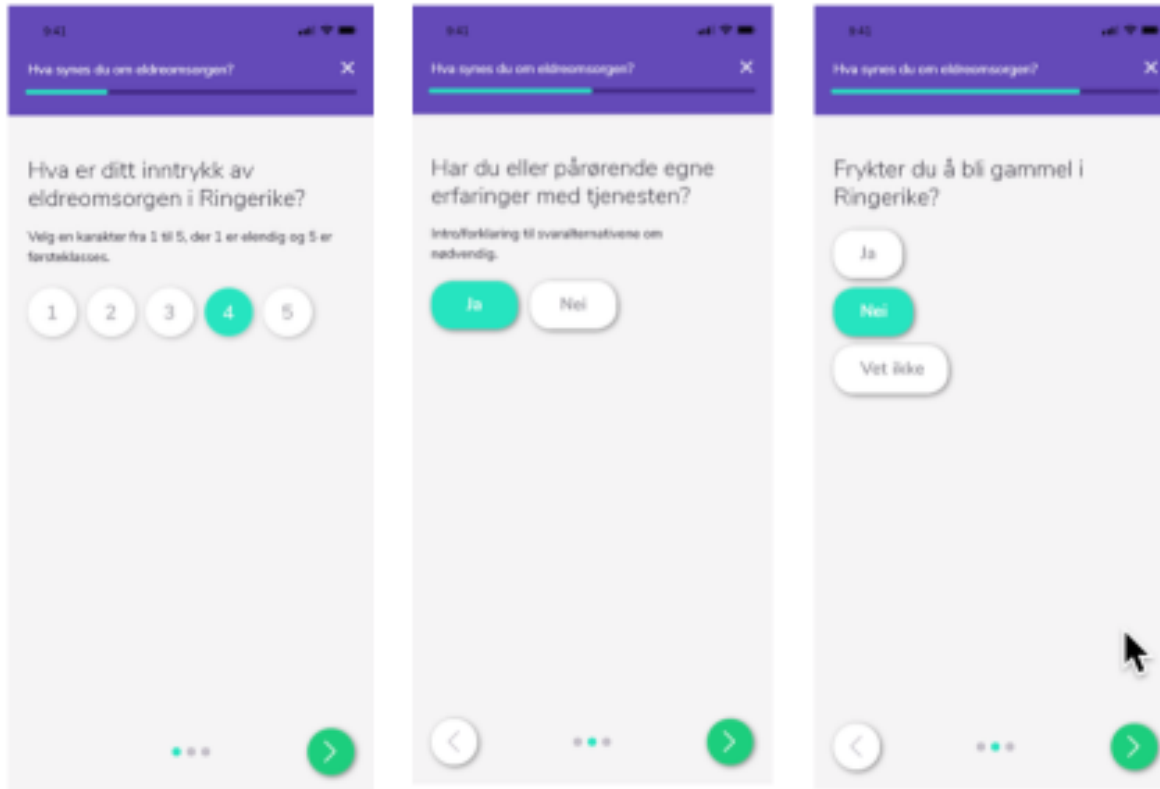 9:41
Hva synes du om eldreomsorgen?
Hva er ditt inntrykk av
eldreomsorgen i Ringerike?
Velg en karakter fra 1 til 5, der 1 er elendig og 5 er
førsteklasses.
1 2 3 4 5
9:41
Hva synes du om eldreomsorgen?
Har du eller pårørende egne
erfaringer med tjenesten?
Intro/forklaring til svaralternativene om
nødvendig.
Ja Nei
9:41
Hva synes du om eldreomsorgen?
Frykter du å bli gammel i
Ringerike?
Ja
Nei
Vet ikke